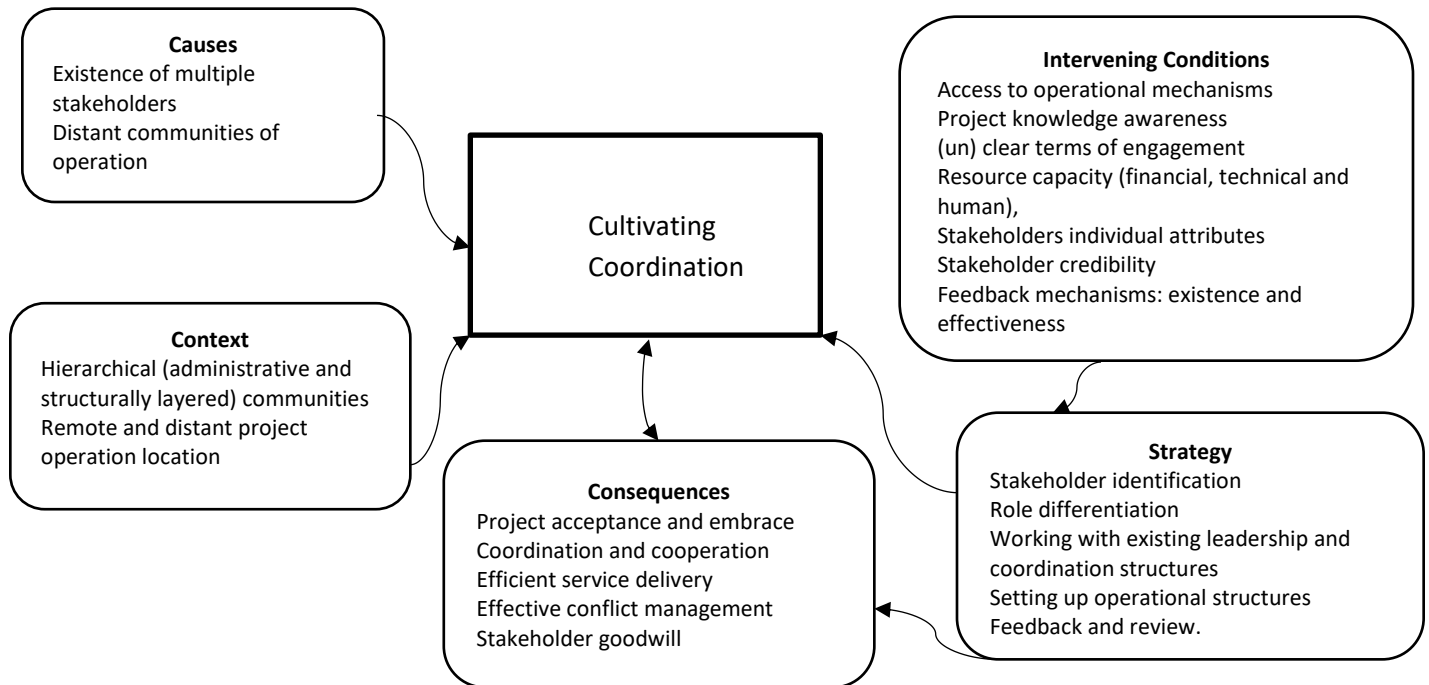 Causes
Existence of multiple
stakeholders
Distant communities of
operation
Intervening Conditions
Access to operational mechanisms
Project knowledge awareness
(un) clear terms of engagement
Resource capacity (financial, technical and
human),
Stakeholders individual attributes
Stakeholder credibility
Feedback mechanisms: existence and
effectiveness
Cultivating
Coordination
Context
Hierarchical (administrative and
structurally layered) communities
Remote and distant project
operation location
Consequences
Project acceptance and embrace
Coordination and cooperation
Efficient service delivery
Effective conflict management
Stakeholder goodwill
Strategy
Stakeholder identification
Role differentiation
Working with existing leadership and
coordination structures
Setting up operational structures
Feedback and review.